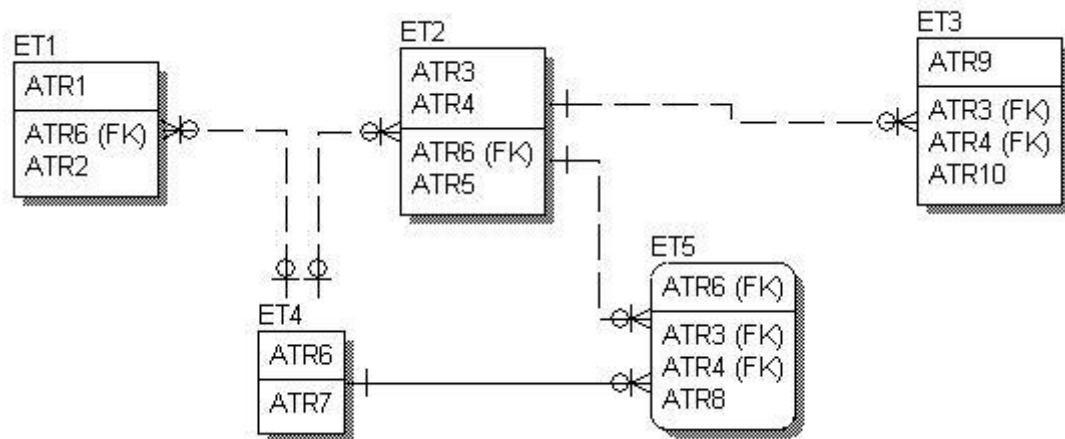 ET1
ATR1
ATR6 (FK)
ATR2
ET2
ATR3
ATR4
ATR6 (FK)
ATR5
ET3
ATR9
ATR3 (FK)
ATR4 (FK)
ATR10
ET4
ATR6
ATR7
ET5
ATR6 (FK)
ATR3 (FK)
ATR4 (FK)
ATR8